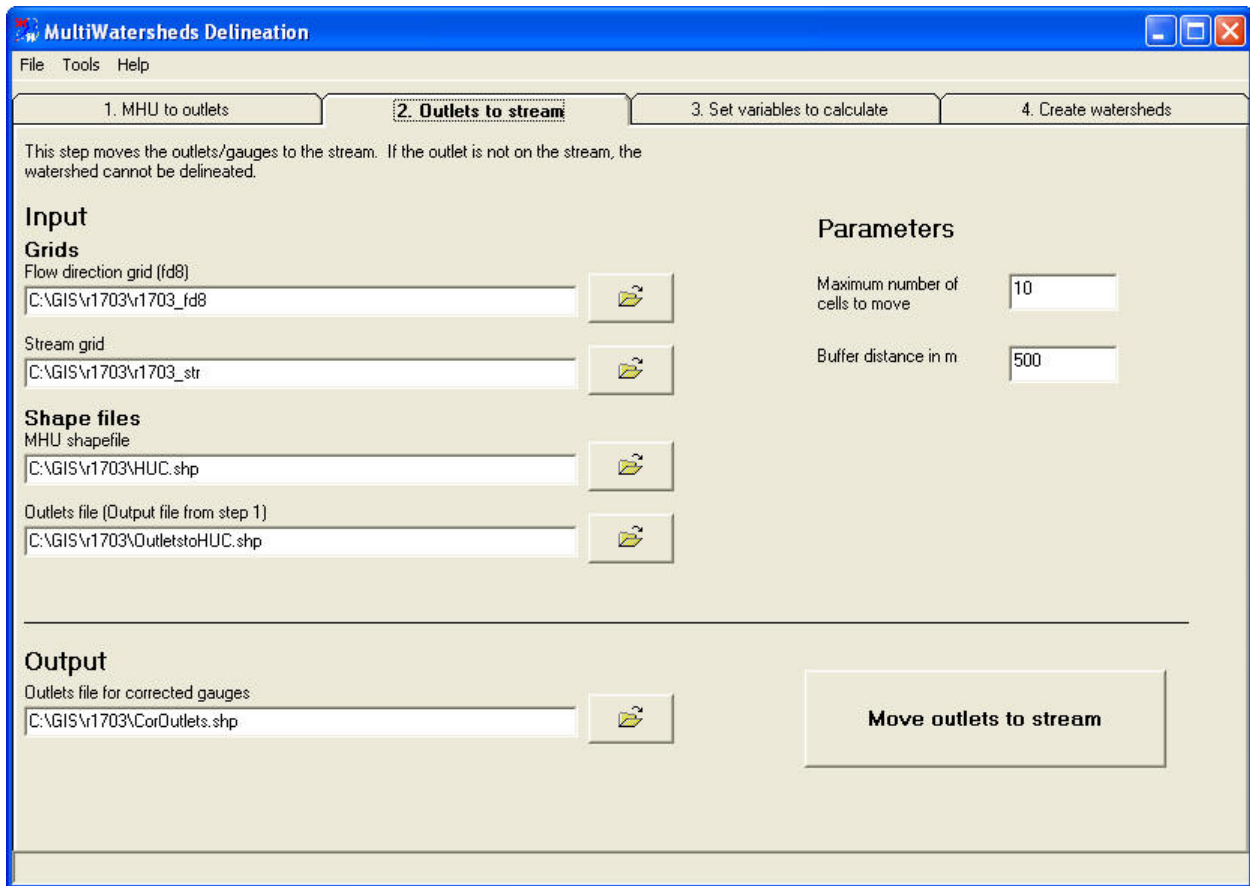 MultiWatersheds Delineation
File Tools Help
1. MHU to outlets
2. Outlets to stream
3. Set variables to calculate
4. Create watersheds
This step moves the outlets/gauges to the stream. If the outlet is not on the stream, the
watershed cannot be delineated.
Input
Grids
Flow direction grid (fd8)
C:\GIS\r1703\r1703_fd8
Stream grid
C:\GIS\r1703\r1703_str
Shape files
MHU shapefile
C:\GIS\r1703\HUC.shp
Outlets file (Output file from step 1)
C:\GIS\r1703\OutletstoHUC.shp
Parameters
Maximum number of
cells to move
10
Buffer distance in m
500
Output
Outlets file for corrected gauges
C:\GIS\r1703\CorOutlets.shp
Move outlets to stream